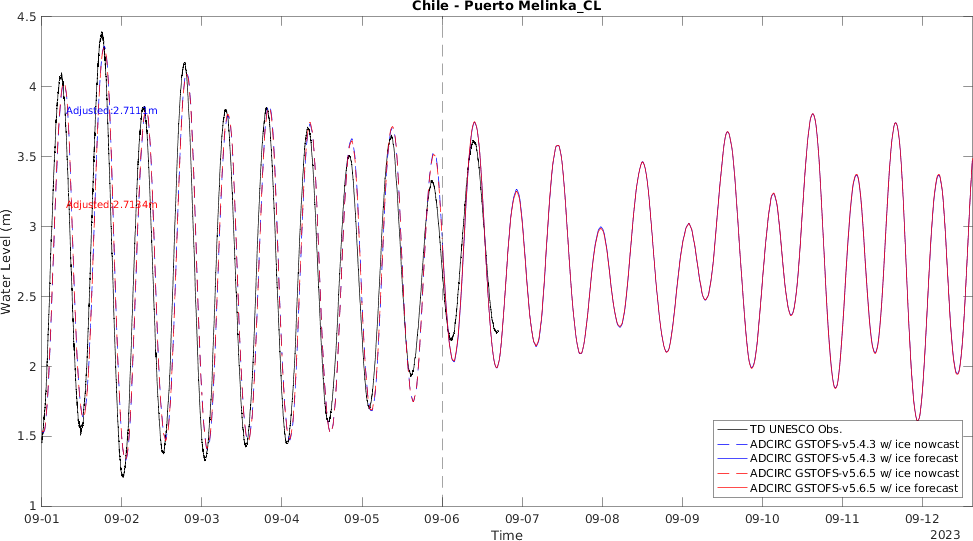 Chile - Puerto Melinka_CL
4.5
4
3.5
3
2.5
2
1.5
1
Water Level (m)
Adjusted:2.7134m
09-01
09-02
09-03
09-04
09-05
09-06
09-07
09-08
09-09
09-10
09-11
09-12
2023
Time
TD UNESCO Obs.
ADCIRC GSTOFS-v5.4.3 w/ ice nowcast
ADCIRC GSTOFS-v5.4.3 w/ ice forecast
ADCIRC GSTOFS-v5.6.5 w/ ice nowcast
ADCIRC GSTOFS-v5.6.5 w/ ice forecast